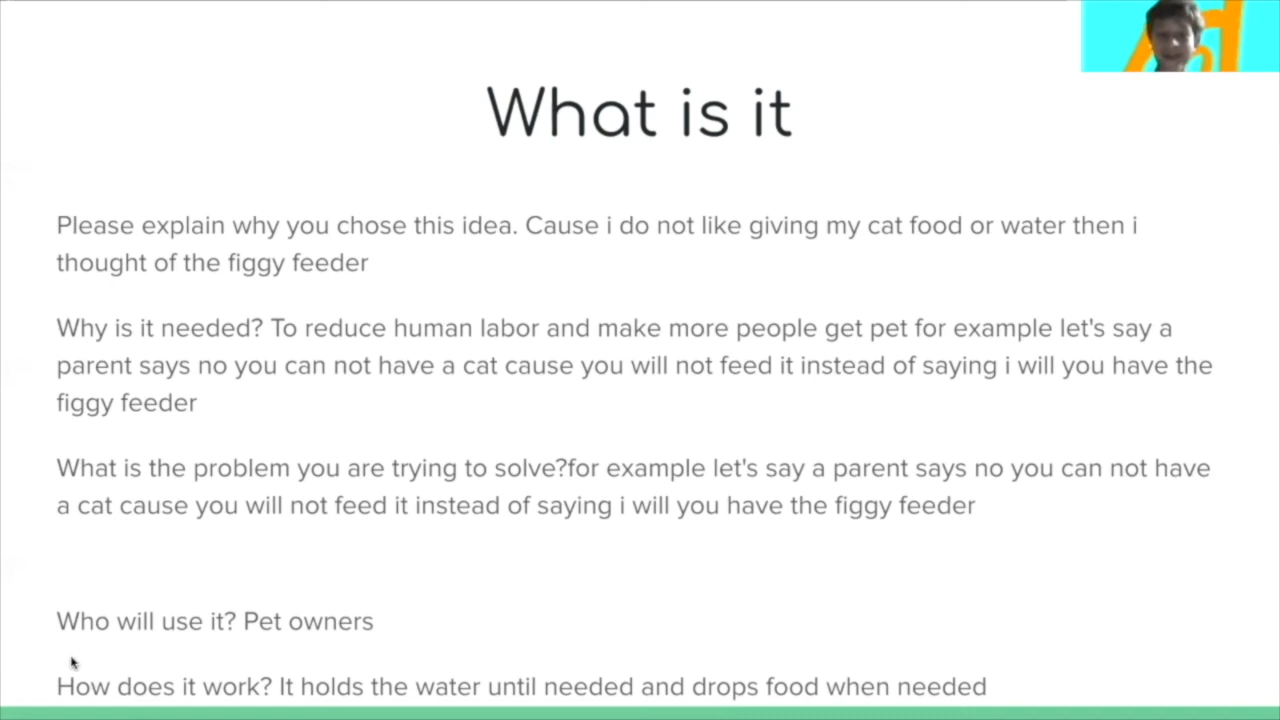 What is it
Please explain why you chose this idea. Cause i do not like giving my cat food or water then i
thought of the figgy feeder
Why is it needed? To reduce human labor and make more people get pet for example let's say a
parent says no you can not have a cat cause you will not feed it instead of saying i will you have the
figgy feeder
What is the problem you are trying to solve?for example let's say a parent says no you can not have
a cat cause you will not feed it instead of saying i will you have the figgy feeder
Who will use it? Pet owners
How does it work? It holds the water until needed and drops food when needed